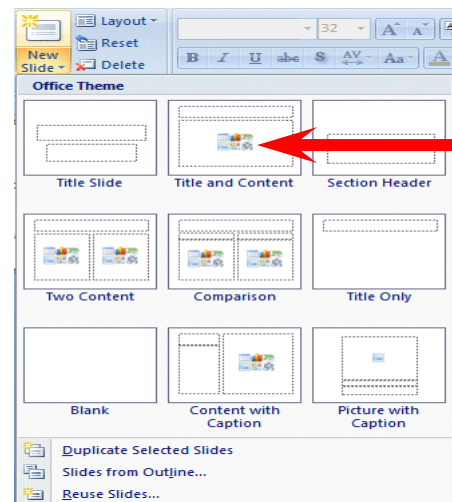 Layout
32
A A A
Reset
New
Slide
Delete
B I U abc S AV Aa A
Office Theme
Title Slide
Title and Content
Section Header
Two Content
Comparison
Title Only
Blank
Content with
Caption
Picture with
Caption
Duplicate Selected Slides
Slides from Outline...
Reuse Slides...